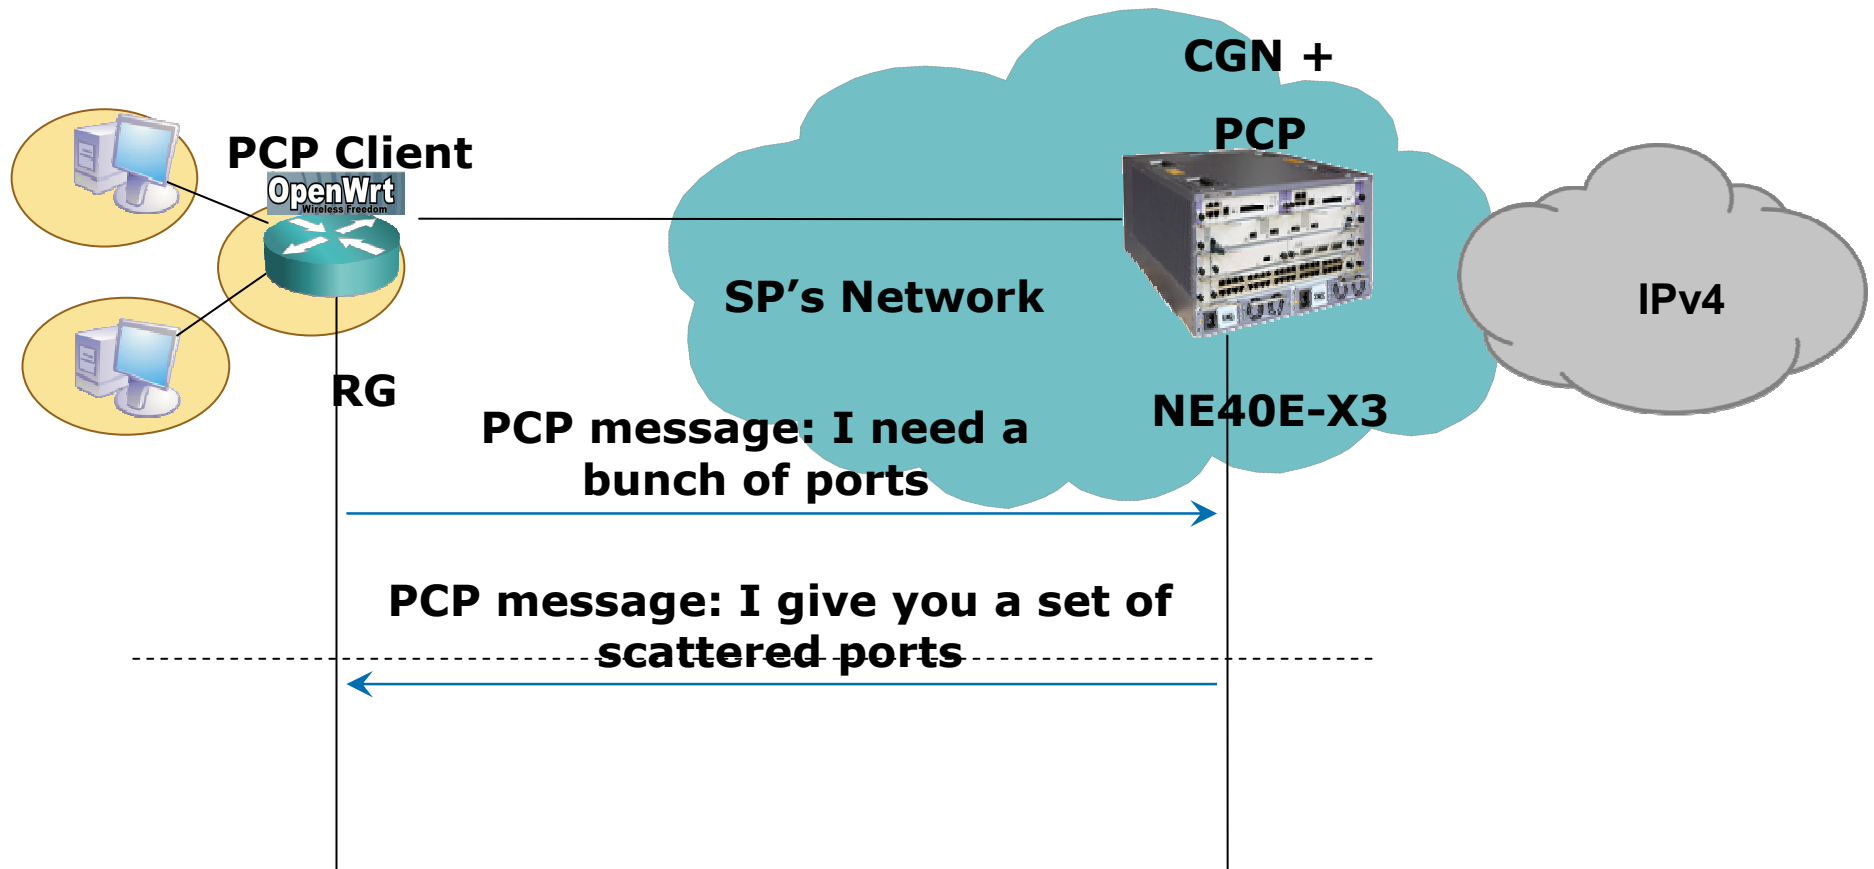 CGN +
PCP
PCP Client
OpenWrt
Wireless Freedom
SP’s Network
IPv4
RG
NE40E-X3
PCP message: I need a
bunch of ports
PCP message: I give you a set of
scattered ports